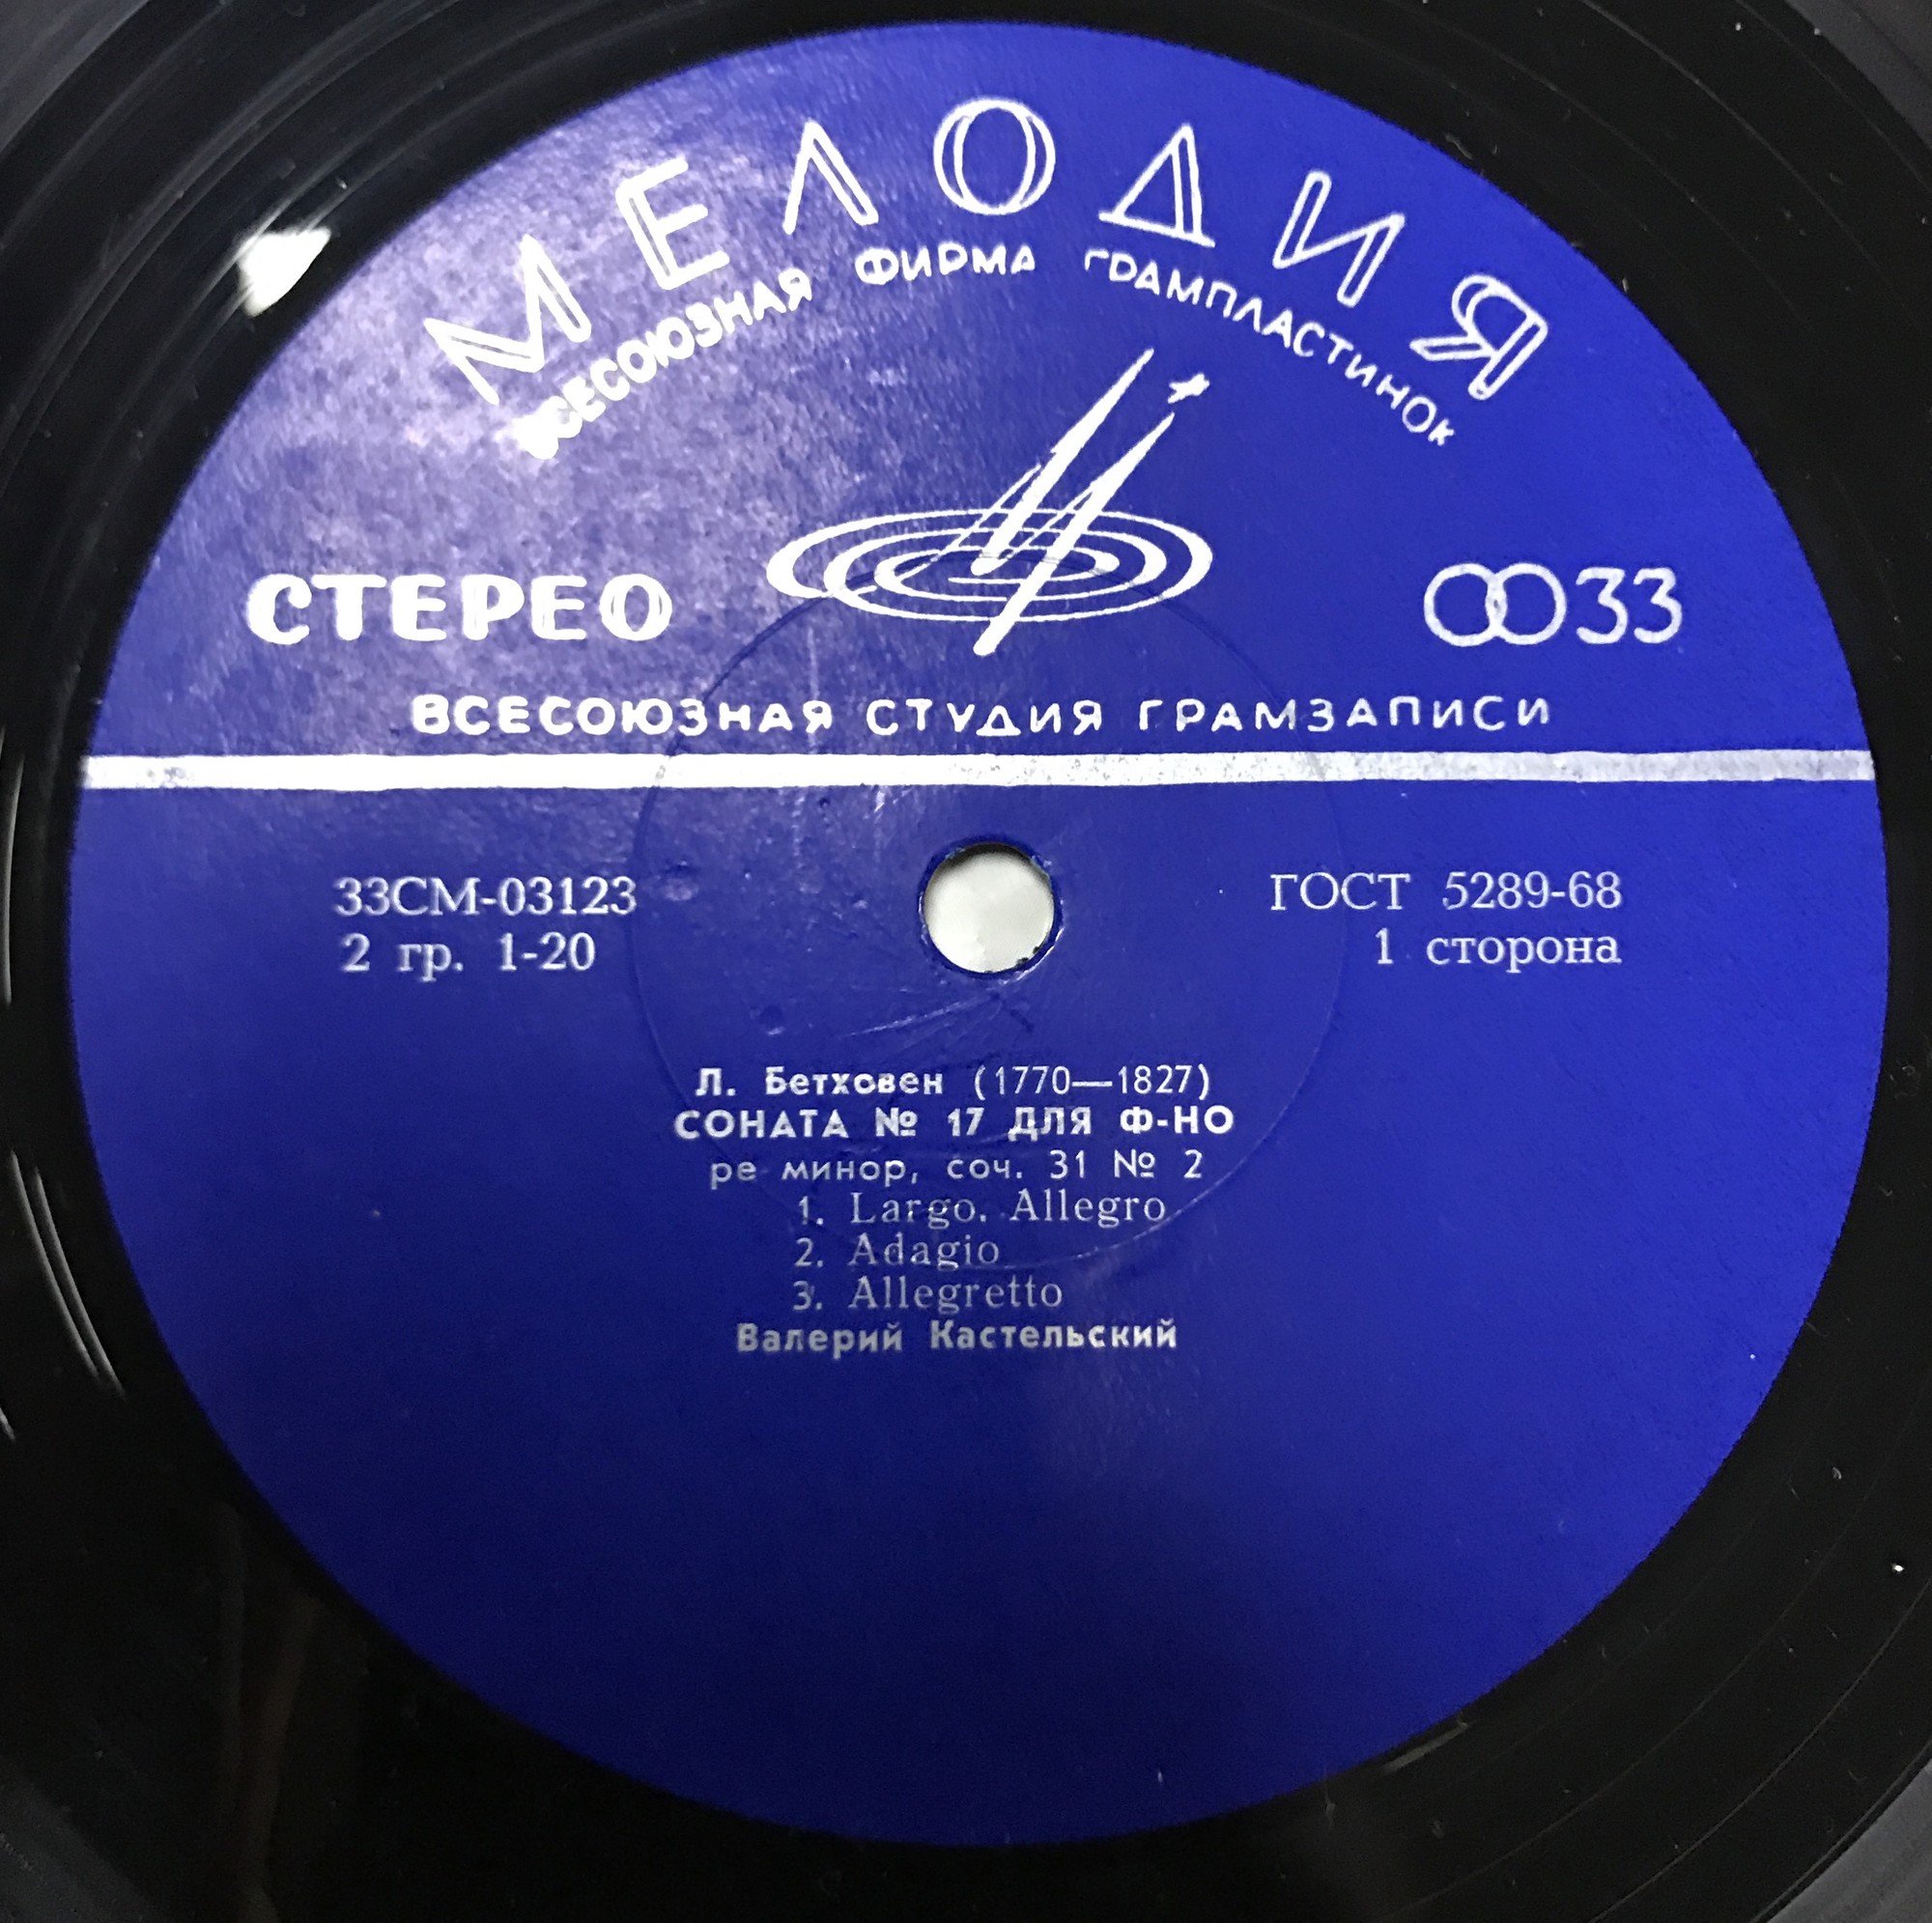 МЕЛОДИЯ
ВСЕСОЮЗНАЯ ФИРМА ГРАМПЛАСТИНОК
СТЕРЕО
33
ВСЕСОЮЗНАЯ СТУДИЯ ГРАМЗАПИСИ
33СМ-03123
ГОСТ 5289-68
2 гр. 1-20
1 сторона
Л. Бетховен (1770—1827)
СОНАТА № 17 ДЛЯ Ф-НО
ре минор, соч. 31 № 2
1. Largo. Allegro
2. Adagio
3. Allegretto
Валерий Кастельский